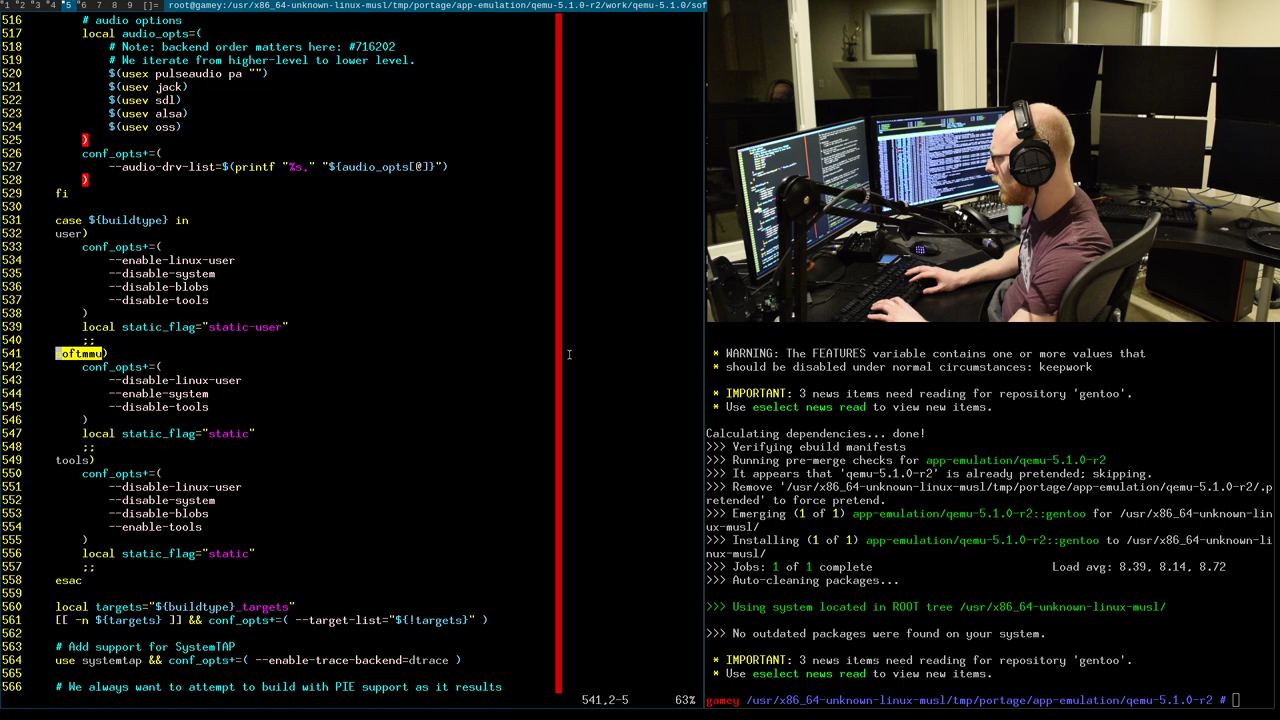 *1 *2 *3 *4 *5 *6 7 8 9 []= root@gamey:/usr/x86_64-unknown-linux-musl/tmp/portage/app-emulation/qemu-5.1.0-r2/work/qemu-5.1.0/sof
516 # audio options
517 local audio_opts=(
518 # Note: backend order matters here: #716202
519 # We iterate from higher-level to lower level.
520 $(usex pulseaudio pa "")
521 $(usev jack)
522 $(usev sdl)
523 $(usev alsa)
524 $(usev oss)
525 )
526 conf_opts+=(
527 --audio-drv-list=$(printf "%s," "${audio_opts[@]}")
528 )
529 fi
530
531 case ${buildtype} in
532 user)
533 conf_opts+=(
534 --enable-linux-user
535 --disable-system
536 --disable-blobs
537 --disable-tools
538 )
539 local static_flag="static-user"
540 ;;
541 softmmu)
542 conf_opts+=(
543 --disable-linux-user
544 --enable-system
545 --disable-tools
546 )
547 local static_flag="static"
548 ;;
549 tools)
550 conf_opts+=(
551 --disable-linux-user
552 --disable-system
553 --disable-blobs
554 --enable-tools
555 )
556 local static_flag="static"
557 ;;
558 esac
559
560 local targets="${buildtype}_targets"
561 [[ -n ${targets} ]] && conf_opts+=( --target-list="${!targets}" )
562
563 # Add support for SystemTAP
564 use systemtap && conf_opts+=( --enable-trace-backend=dtrace )
565
566 # We always want to attempt to build with PIE support as it results
541,2-5 63%
* WARNING: The FEATURES variable contains one or more values that
* should be disabled under normal circumstances: keepwork
* IMPORTANT: 3 news items need reading for repository 'gentoo'.
* Use eselect news read to view new items.
Calculating dependencies... done!
>>> Verifying ebuild manifests
>>> Running pre-merge checks for app-emulation/qemu-5.1.0-r2
>>> It appears that 'qemu-5.1.0-r2' is already pretended; skipping.
>>> Remove '/usr/x86_64-unknown-linux-musl/tmp/portage/app-emulation/qemu-5.1.0-r2/.p
retended' to force pretend.
>>> Emerging (1 of 1) app-emulation/qemu-5.1.0-r2::gentoo for /usr/x86_64-unknown-lin
ux-musl/
>>> Installing (1 of 1) app-emulation/qemu-5.1.0-r2::gentoo to /usr/x86_64-unknown-li
nux-musl/
>>> Jobs: 1 of 1 complete Load avg: 8.39, 8.14, 8.72
>>> Auto-cleaning packages...
>>> Using system located in ROOT tree /usr/x86_64-unknown-linux-musl/
>>> No outdated packages were found on your system.
* IMPORTANT: 3 news items need reading for repository 'gentoo'.
* Use eselect news read to view new items.
gamey /usr/x86_64-unknown-linux-musl/tmp/portage/app-emulation/qemu-5.1.0-r2 #